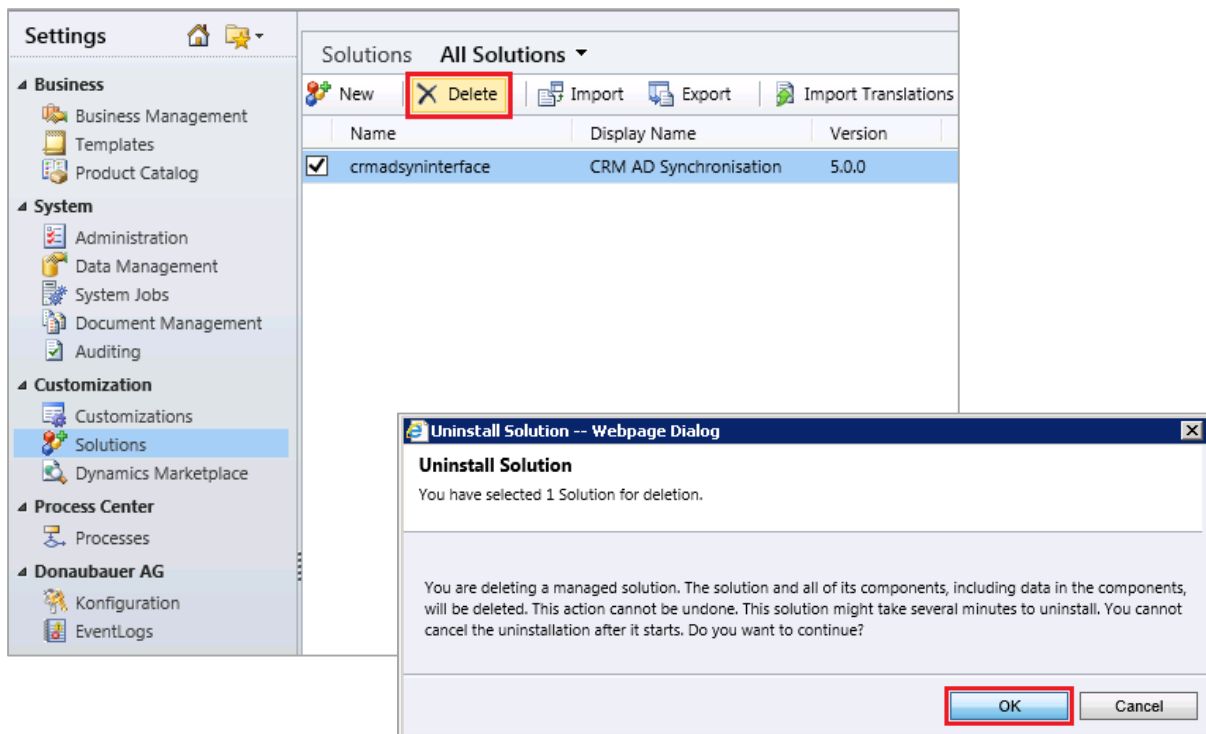 Settings
Business
Business Management
Templates
Product Catalog
System
Administration
Data Management
System Jobs
Document Management
Auditing
Customization
Customizations
Solutions
Dynamics Marketplace
Process Center
Processes
Donaubauer AG
Konfiguration
EventLogs
Solutions All Solutions
New Delete Import Export Import Translations
Name Display Name Version
crmadsyninterface CRM AD Synchronisation 5.0.0
Uninstall Solution -- Webpage Dialog
Uninstall Solution
You have selected 1 Solution for deletion.
You are deleting a managed solution. The solution and all of its components, including data in the components,
will be deleted. This action cannot be undone. This solution might take several minutes to uninstall. You cannot
cancel the uninstallation after it starts. Do you want to continue?
OK Cancel